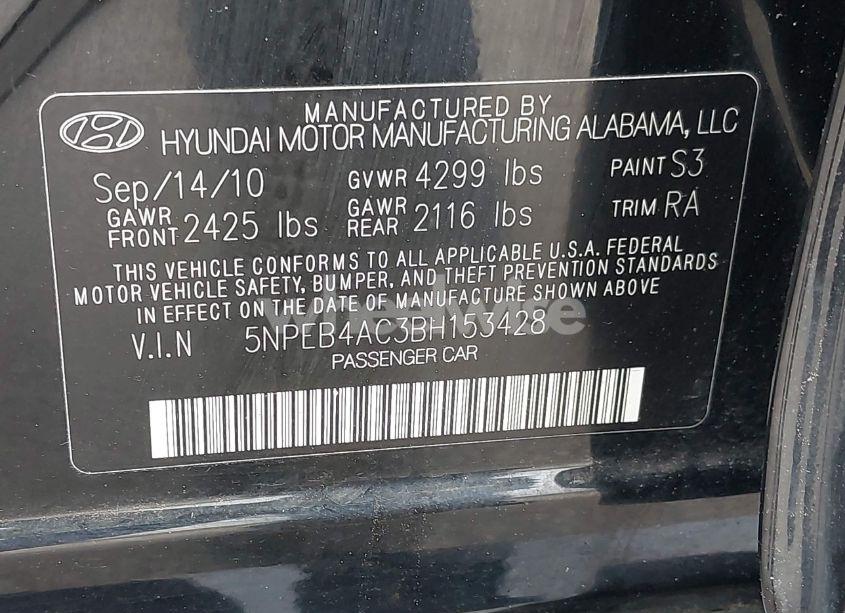 MANUFACTURED BY
HYUNDAI MOTOR MANUFACTURING ALABAMA, LLC
Sep/14/10 GVWR 4299 lbs PAINT S3
GAWR FRONT 2425 lbs GAWR REAR 2116 lbs TRIM RA
THIS VEHICLE CONFORMS TO ALL APPLICABLE U.S.A. FEDERAL
MOTOR VEHICLE SAFETY, BUMPER, AND THEFT PREVENTION STANDARDS
IN EFFECT ON THE DATE OF MANUFACTURE SHOWN ABOVE
V.I.N 5NPEB4AC3BH153428
PASSENGER CAR